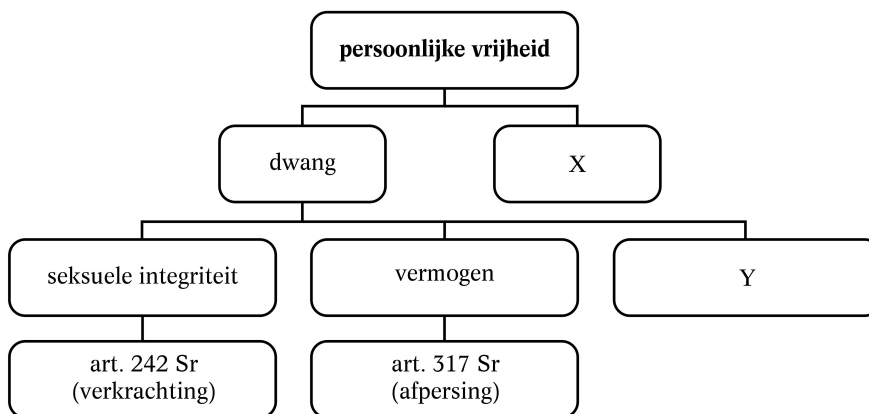 persoonlijke vrijheid
dwang
X
seksuele integriteit
vermogen
Y
art. 242 Sr
(verkrachting)
art. 317 Sr
(afpersing)